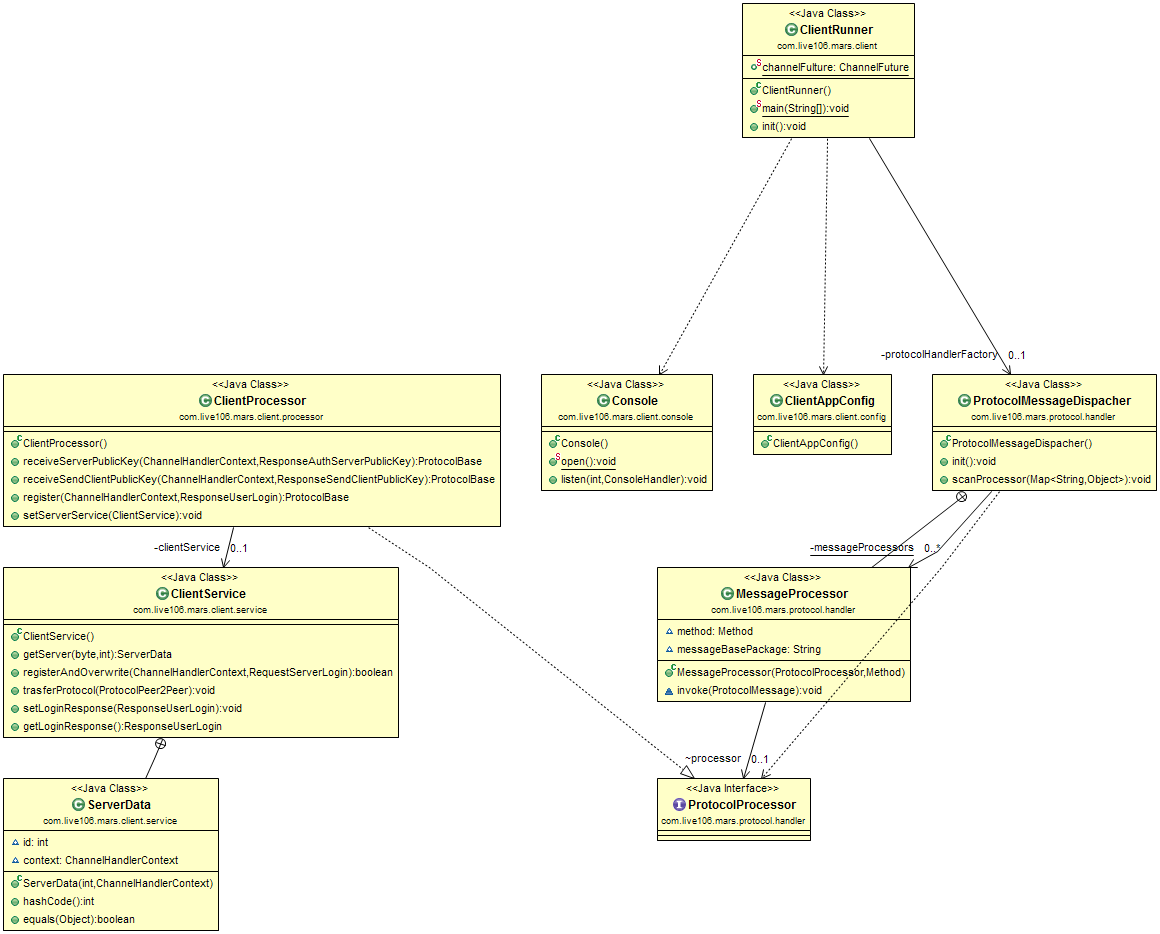 <<Java Class>>
ClientRunner
com.live106.mars.client
channelFulture: ChannelFuture
ClientRunner()
main(String[]):void
init():void
-protocolHandlerFactory 0..1
<<Java Class>>
ClientProcessor
com.live106.mars.client.processor
ClientProcessor()
receiveServerPublicKey(ChannelHandlerContext,ResponseAuthServerPublicKey):ProtocolBase
receiveSendClientPublicKey(ChannelHandlerContext,ResponseSendClientPublicKey):ProtocolBase
register(ChannelHandlerContext,ResponseUserLogin):ProtocolBase
setServerService(ClientService):void
<<Java Class>>
Console
com.live106.mars.client.console
Console()
open():void
listen(int,ConsoleHandler):void
<<Java Class>>
ClientAppConfig
com.live106.mars.client.config
ClientAppConfig()
<<Java Class>>
ProtocolMessageDispacher
com.live106.mars.protocol.handler
ProtocolMessageDispacher()
init():void
scanProcessor(Map<String,Object>):void
-clientService 0..1
-messageProcessors 0..*
<<Java Class>>
ClientService
com.live106.mars.client.service
ClientService()
getServer(byte,int):ServerData
registerAndOverwrite(ChannelHandlerContext,RequestServerLogin):boolean
trasferProtocol(ProtocolPeer2Peer):void
setLoginResponse(ResponseUserLogin):void
getLoginResponse():ResponseUserLogin
<<Java Class>>
MessageProcessor
com.live106.mars.protocol.handler
method: Method
messageBasePackage: String
MessageProcessor(ProtocolProcessor,Method)
invoke(ProtocolMessage):void
~processor 0..1
<<Java Class>>
ServerData
com.live106.mars.client.service
id: int
context: ChannelHandlerContext
ServerData(int,ChannelHandlerContext)
hashCode():int
equals(Object):boolean
<<Java Interface>>
ProtocolProcessor
com.live106.mars.protocol.handler